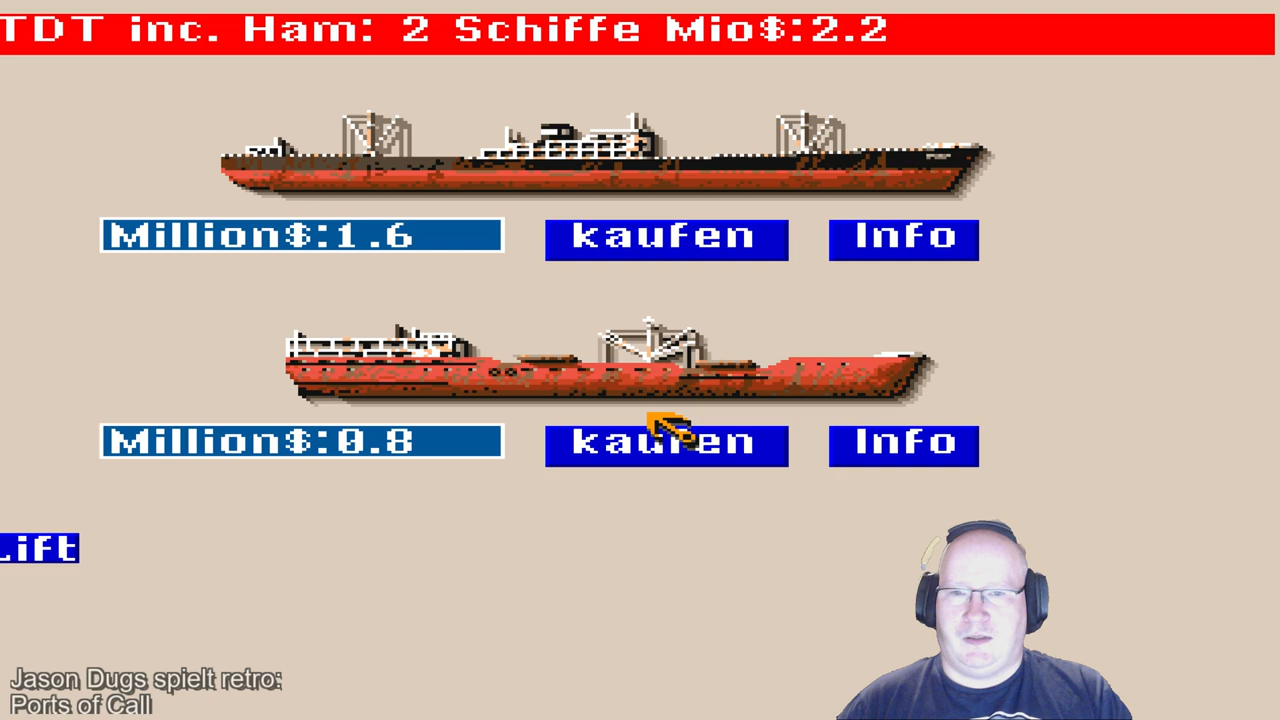 TDT inc. Ham: 2 Schiffe Mio$:2.2
Million$:1.6 kaufen Info
Million$:0.8 kaufen Info
Lift
Jason Dugs spielt retro:
Ports of Call